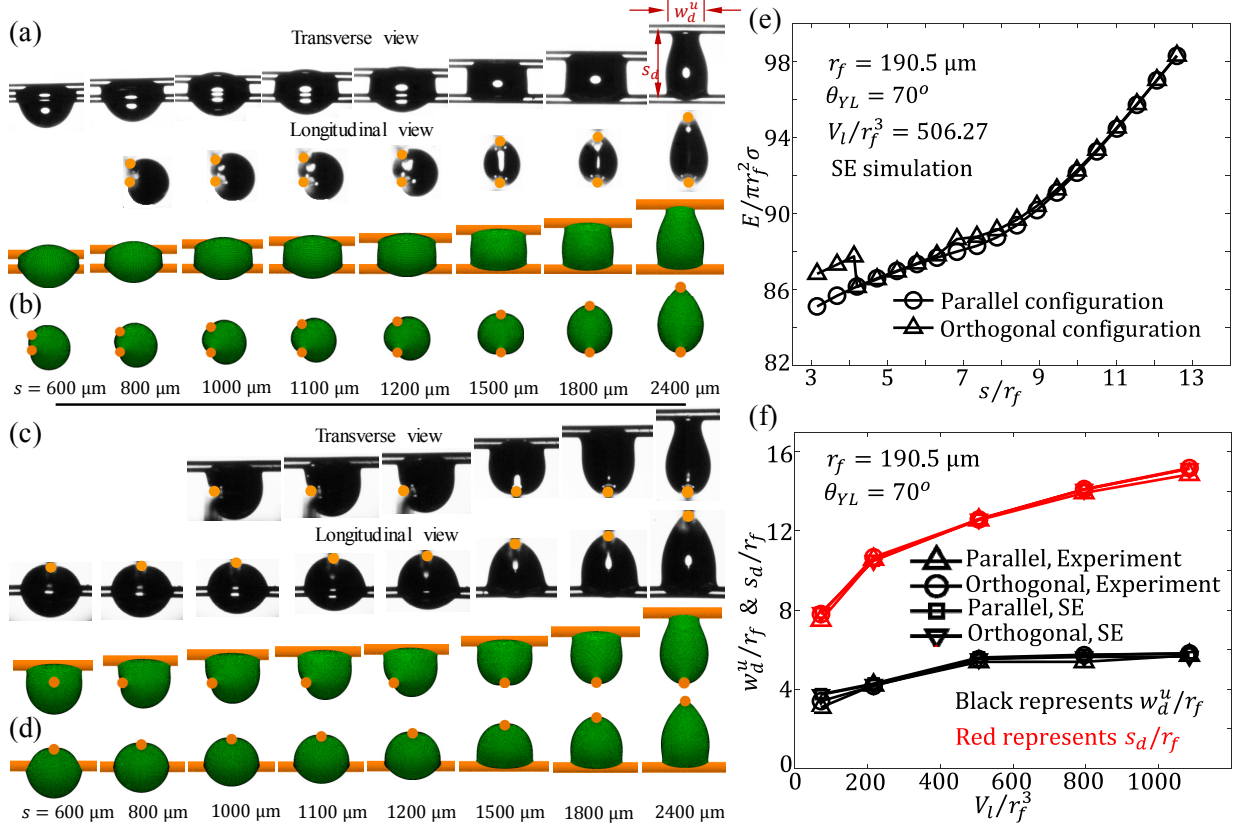 (a)
Transverse view
w_d^u
s_d
Longitudinal view
(b)
s = 600 μm 800 μm 1000 μm 1100 μm 1200 μm 1500 μm 1800 μm 2400 μm
(c)
Transverse view
Longitudinal view
(d)
s = 600 μm 800 μm 1000 μm 1100 μm 1200 μm 1500 μm 1800 μm 2400 μm
(e)
r_f = 190.5 μm
θ_YL = 70^o
V_l/r_f^3 = 506.27
SE simulation
E/πr_f^2σ
98
94
90
86
82
Parallel configuration
Orthogonal configuration
3 5 7 9 11 13
s/r_f
(f)
r_f = 190.5 μm
θ_YL = 70^o
w_d^u/r_f & s_d/r_f
16
12
8
4
0
Parallel, Experiment
Orthogonal, Experiment
Parallel, SE
Orthogonal, SE
Black represents w_d^u/r_f
Red represents s_d/r_f
0 200 400 600 800 1000
V_l/r_f^3